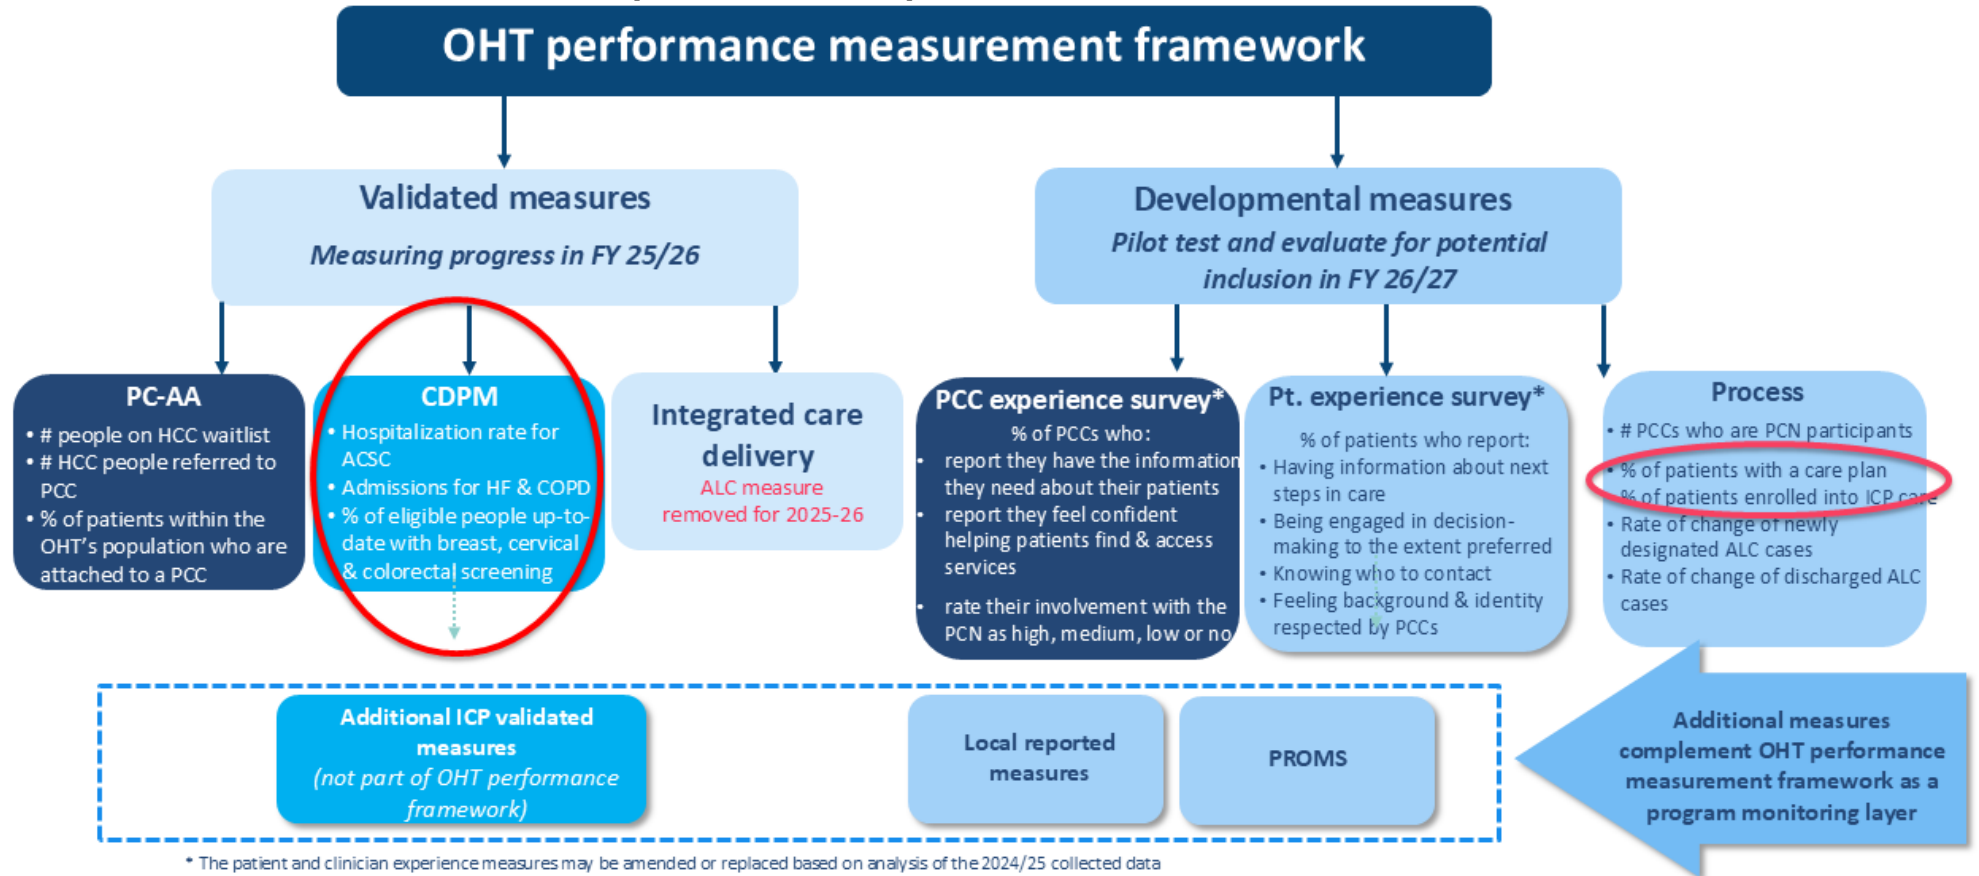 OHT performance measurement framework
Validated measures
Measuring progress in FY 25/26
Developmental measures
Pilot test and evaluate for potential
inclusion in FY 26/27
PC-AA
• # people on HCC waitlist
• # HCC people referred to
PCC
• % of patients within the
OHT's population who are
attached to a PCC
CDPM
• Hospitalization rate for
ACSC
• Admissions for HF & COPD
• % of eligible people up-to-
date with breast, cervical
& colorectal screening
Integrated care
delivery
ALC measure
removed for 2025-26
PCC experience survey*
% of PCCs who:
• report they have the information
they need about their patients
• report they feel confident
helping patients find & access
services
• rate their involvement with the
PCN as high, medium, low or no
Pt. experience survey*
% of patients who report:
• Having information about next
steps in care
• Being engaged in decision-
making to the extent preferred
• Knowing who to contact
• Feeling background & identity
respected by PCCs
Process
• # PCCs who are PCN participants
• % of patients with a care plan
• % of patients enrolled into ICP care
• Rate of change of newly
designated ALC cases
• Rate of change of discharged ALC
cases
Additional ICP validated
measures
(not part of OHT performance
framework)
Local reported
measures
PROMS
Additional measures
complement OHT performance
measurement framework as a
program monitoring layer
* The patient and clinician experience measures may be amended or replaced based on analysis of the 2024/25 collected data